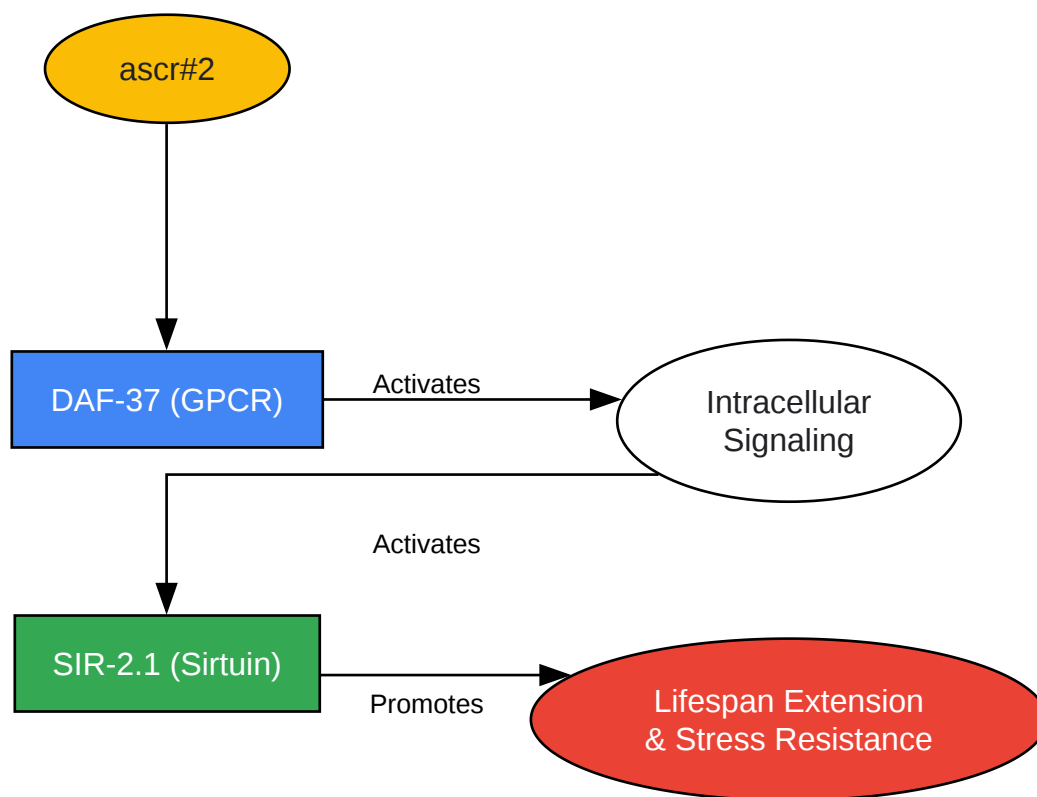 ascr#2
DAF-37 (GPCR)
Activates
Intracellular
Signaling
Activates
SIR-2.1 (Sirtuin)
Promotes
Lifespan Extension
& Stress Resistance